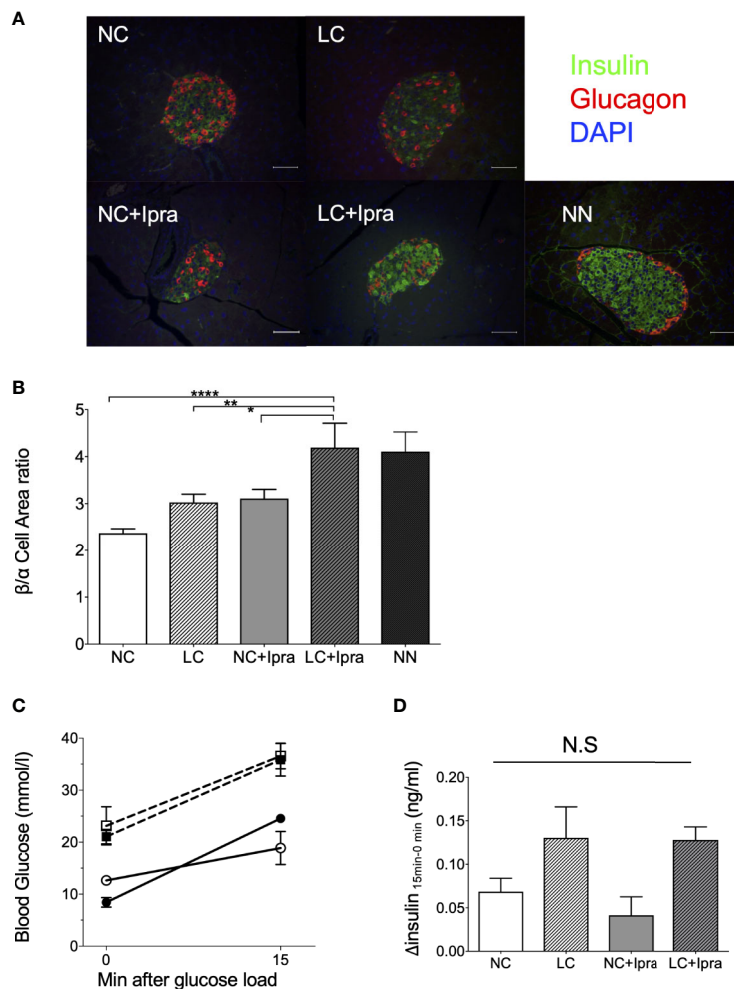 A
NC
LC
Insulin
Glucagon
DAPI
NC+Ipra
LC+Ipra
NN
B
****
**
*
β/α Cell Area ratio
5
4
3
2
1
0
NC LC NC+Ipra LC+Ipra NN
C
Blood Glucose (mmol/l)
40
30
20
10
0
0 15
Min after glucose load
D
N.S
Δinsulin 15min-0 min (ng/ml)
0.20
0.15
0.10
0.05
0.00
NC LC NC+Ipra LC+Ipra